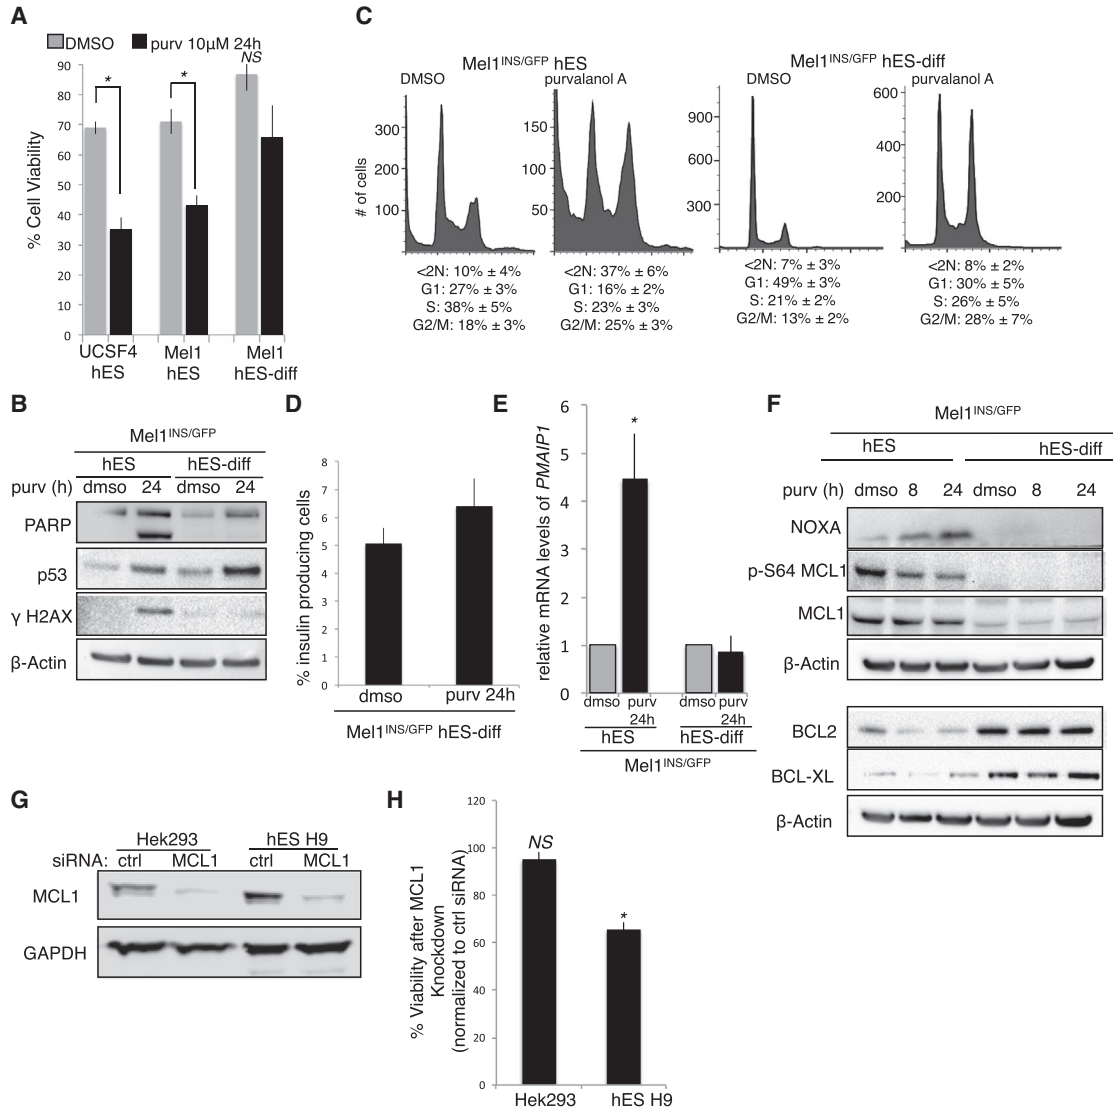 A
DMSO purv 10µM 24h
NS
* *
% Cell Viability
90
80
70
60
50
40
30
20
10
0
UCSF4 hES
Mel1 hES
Mel1 hES-diff
C
Mel1INS/GFP hES
DMSO purvalanol A
Mel1INS/GFP hES-diff
DMSO purvalanol A
# of cells
300
200
100
150
100
50
900
600
300
600
400
200
<2N: 10% ± 4%
G1: 27% ± 3%
S: 38% ± 5%
G2/M: 18% ± 3%
<2N: 37% ± 6%
G1: 16% ± 2%
S: 23% ± 3%
G2/M: 25% ± 3%
<2N: 7% ± 3%
G1: 49% ± 3%
S: 21% ± 2%
G2/M: 13% ± 2%
<2N: 8% ± 2%
G1: 30% ± 5%
S: 26% ± 5%
G2/M: 28% ± 7%
B
Mel1INS/GFP
hES hES-diff
purv (h) dmso 24 dmso 24
PARP
p53
γ H2AX
β-Actin
D
% insulin producing cells
8
7
6
5
4
3
2
1
0
dmso purv 24h
Mel1INS/GFP hES-diff
E
relative mRNA levels of PMAIP1
6
5
4
3
2
1
0
*
dmso purv 24h dmso purv 24h
hES hES-diff
Mel1INS/GFP
F
Mel1INS/GFP
hES hES-diff
purv (h) dmso 8 24 dmso 8 24
NOXA
p-S64 MCL1
MCL1
β-Actin
BCL2
BCL-XL
β-Actin
G
Hek293 hES H9
siRNA: ctrl MCL1 ctrl MCL1
MCL1
GAPDH
H
% Viability after MCL1
Knockdown
(normalized to ctrl siRNA)
120
100
80
60
40
20
0
NS
*
Hek293 hES H9